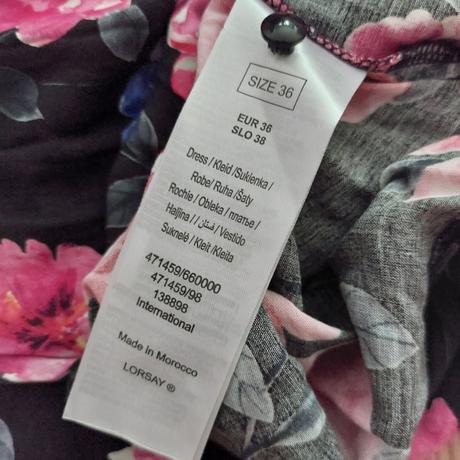 SIZE 36
EUR 36
SLO 38
Dress / Kleid /Sukienka /
Robe/ Ruha /Šaty
Rochie / Obleka / платье /
Haljina / / فستان / Vestido
Suknelė / Kleit /Kleita
471459/660000
471459/98
138898
International
Made in Morocco
LORSAY ®